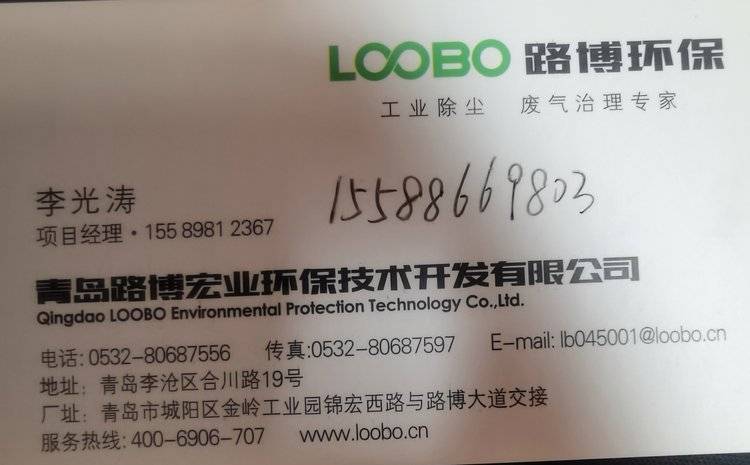 LOOBO 路博环保
工业除尘 废气治理专家
李光涛
15588669803
项目经理·155 8981 2367
青岛路博宏业环保技术开发有限公司
Qingdao LOOBO Environmental Protection Technology Co.,Ltd.
电话:0532-80687556 传真:0532-80687597 E-mail: lb045001@loobo.cn
地址: 青岛李沧区合川路19号
厂址: 青岛市城阳区金岭工业园锦宏西路与路博大道交接
服务热线: 400-6906-707 www.loobo.cn